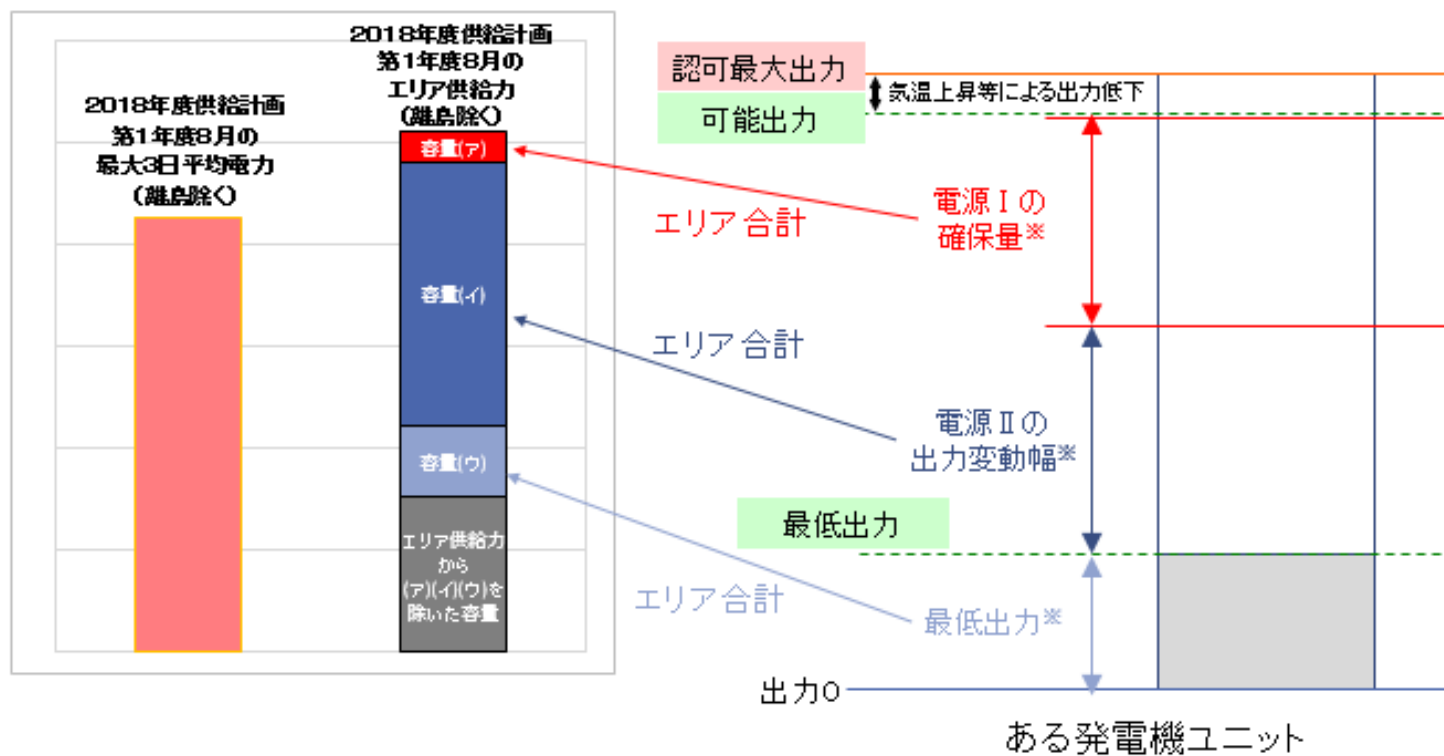 2018年度供給計画
第1年度8月の
最大3日平均電力
(離島除く)
2018年度供給計画
第1年度8月の
エリア供給力
(離島除く)
容量(ア)
容量(イ)
容量(ウ)
エリア供給力
から
(ア)(イ)(ウ)を
除いた容量
エリア合計
エリア合計
エリア合計
認可最大出力
気温上昇等による出力低下
可能出力
電源Ⅰの
確保量※
電源Ⅱの
出力変動幅※
最低出力
最低出力※
出力0
ある発電機ユニット